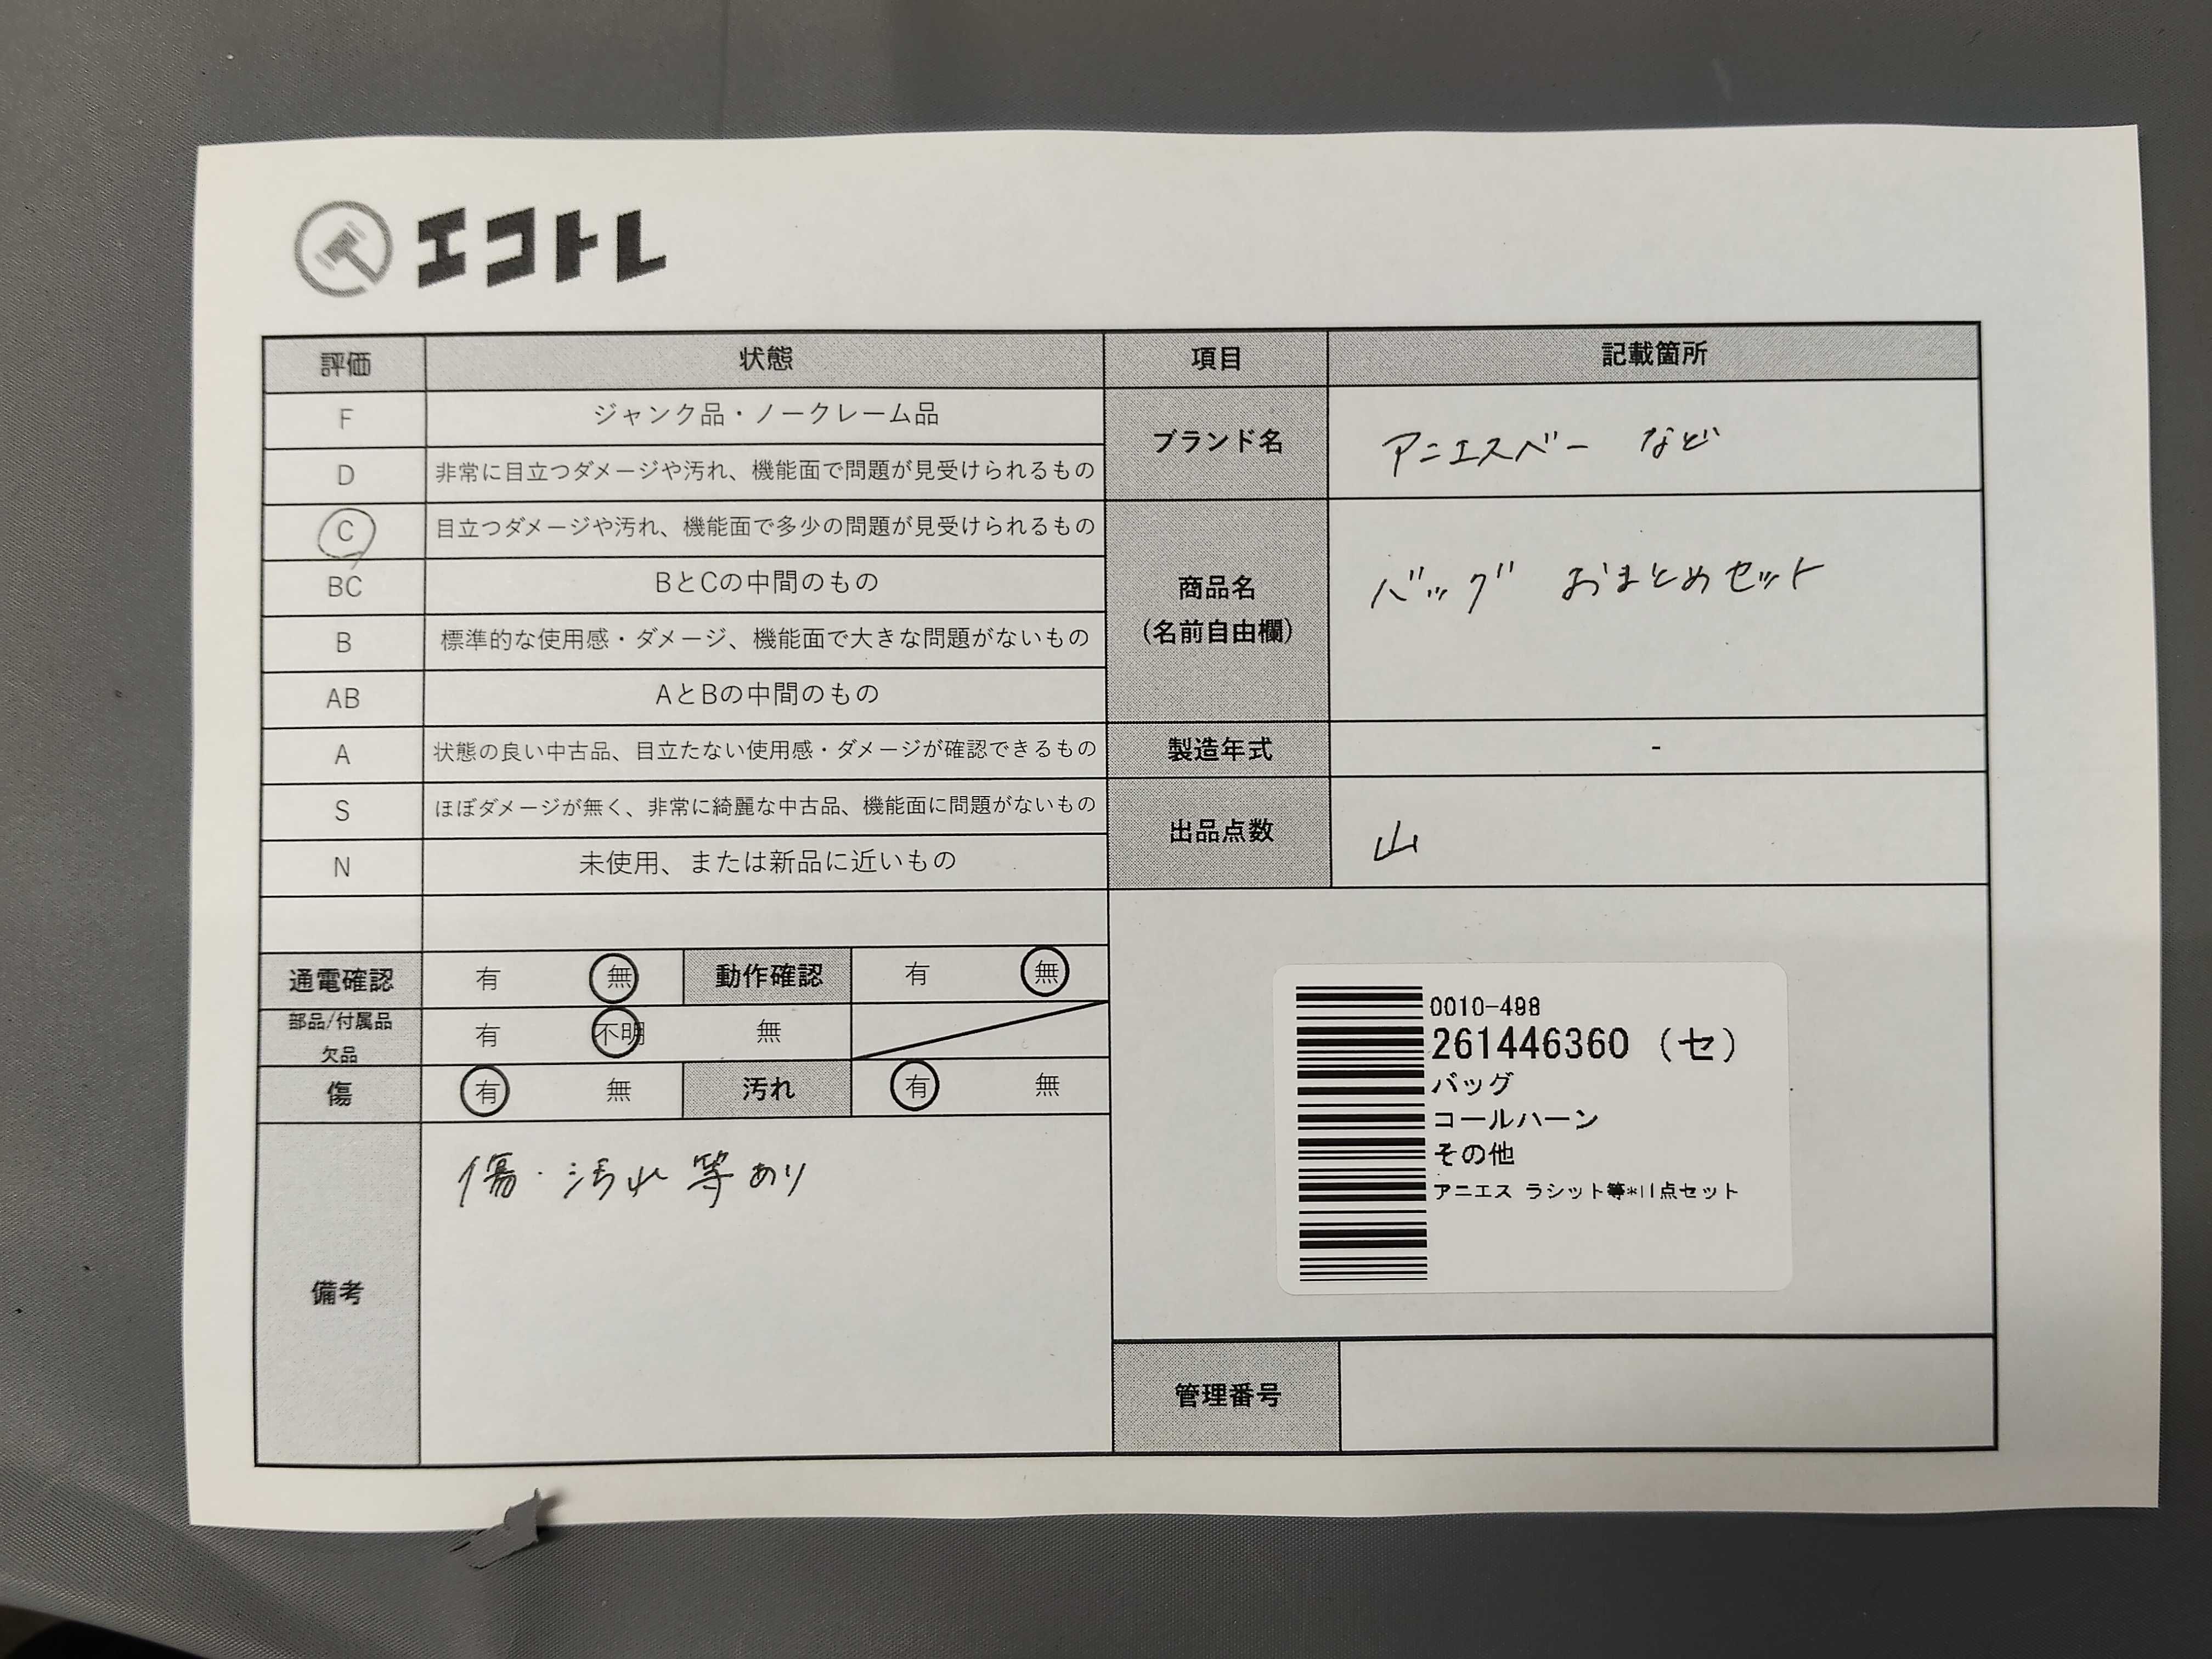 エコトレ
評価 状態 項目 記載箇所
F ジャンク品・ノークレーム品
D 非常に目立つダメージや汚れ、機能面で問題が見受けられるもの
ブランド名 アニエスベー など
C 目立つダメージや汚れ、機能面で多少の問題が見受けられるもの
BC BとCの中間のもの
B 標準的な使用感・ダメージ、機能面で大きな問題がないもの
商品名
(名前自由欄)
バッグ おまとめセット
AB AとBの中間のもの
A 状態の良い中古品、目立たない使用感・ダメージが確認できるもの
製造年式 -
S ほぼダメージが無く、非常に綺麗な中古品、機能面に問題がないもの
出品点数 山
N 未使用、または新品に近いもの
通電確認 有 無 動作確認 有 無
部品/付属品
欠品
有 不明 無
傷 有 無 汚れ 有 無
備考
傷・汚れ等あり
0010-498
261446360 (セ)
バッグ
コールハーン
その他
アニエス ラシット等*11点セット
管理番号